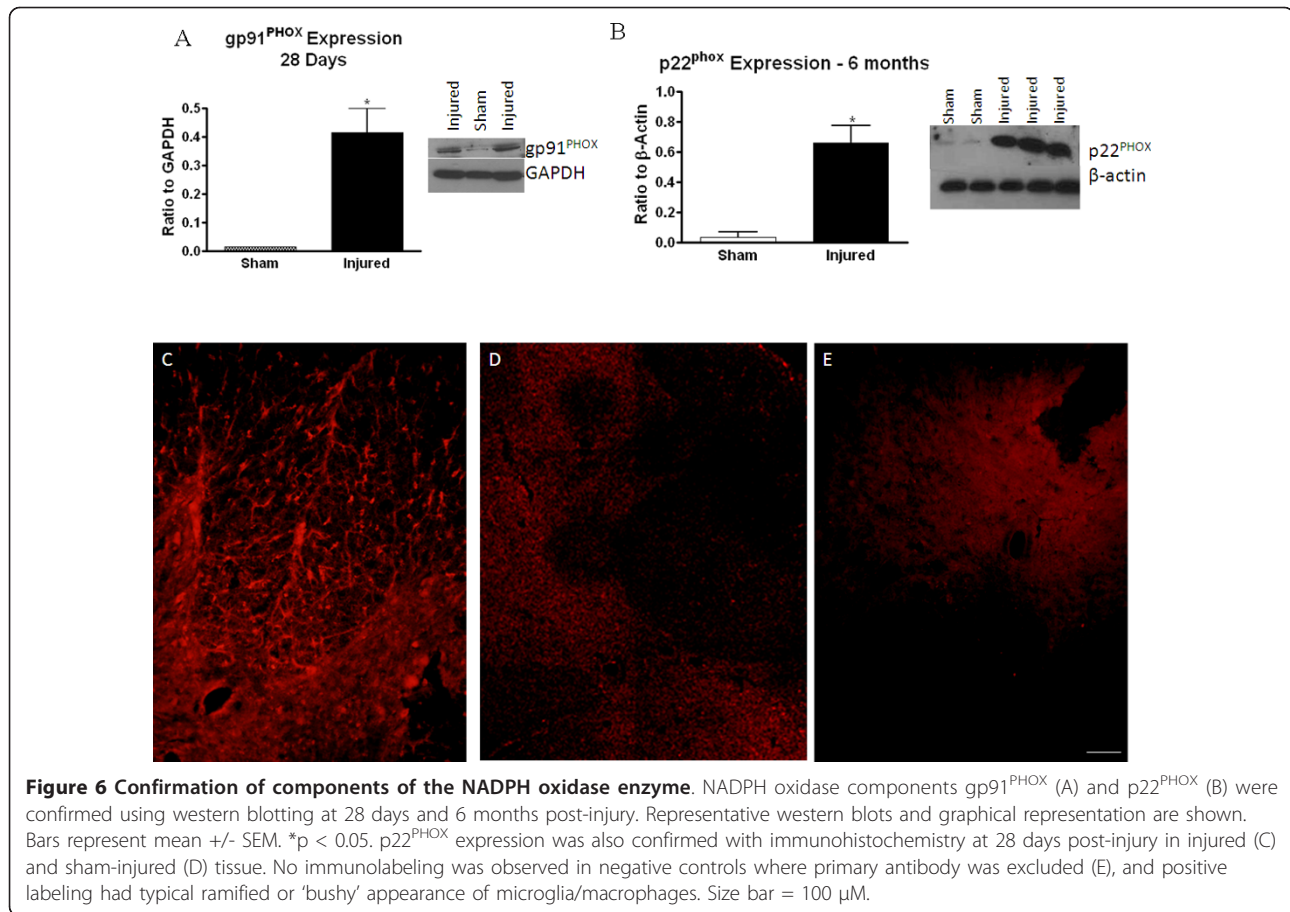 A
gp91PHOX Expression
28 Days
Ratio to GAPDH
0.5
0.4
0.3
0.2
0.1
0.0
*
Sham
Injured
Injured
Sham
Injured
gp91PHOX
GAPDH
B
p22phox Expression - 6 months
Ratio to β-Actin
1.0
0.8
0.6
0.4
0.2
0.0
*
Sham
Injured
Sham
Sham
Injured
Injured
Injured
p22PHOX
β-actin
C
D
E
Figure 6 Confirmation of components of the NADPH oxidase enzyme. NADPH oxidase components gp91PHOX (A) and p22PHOX (B) were
confirmed using western blotting at 28 days and 6 months post-injury. Representative western blots and graphical representation are shown.
Bars represent mean +/- SEM. *p < 0.05. p22PHOX expression was also confirmed with immunohistochemistry at 28 days post-injury in injured (C)
and sham-injured (D) tissue. No immunolabeling was observed in negative controls where primary antibody was excluded (E), and positive
labeling had typical ramified or 'bushy' appearance of microglia/macrophages. Size bar = 100 μM.